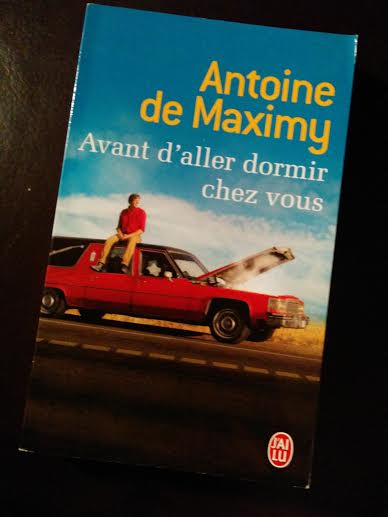 Antoine
de Maximy
Avant d'aller dormir
chez vous
J'AI
LU